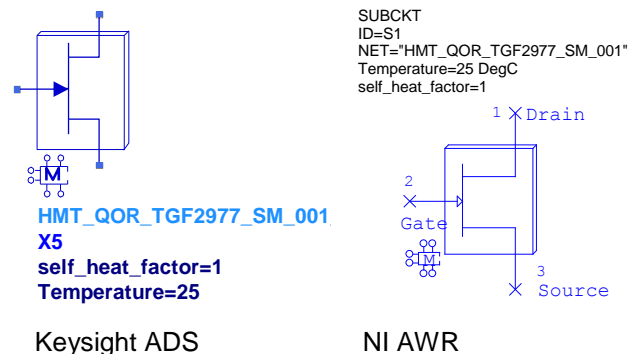 SUBCKT
ID=S1
NET="HMT_QOR_TGF2977_SM_001"
Temperature=25 DegC
self_heat_factor=1
1 Drain
2
Gate
M
3
Source
M
HMT_QOR_TGF2977_SM_001
X5
self_heat_factor=1
Temperature=25
Keysight ADS
NI AWR